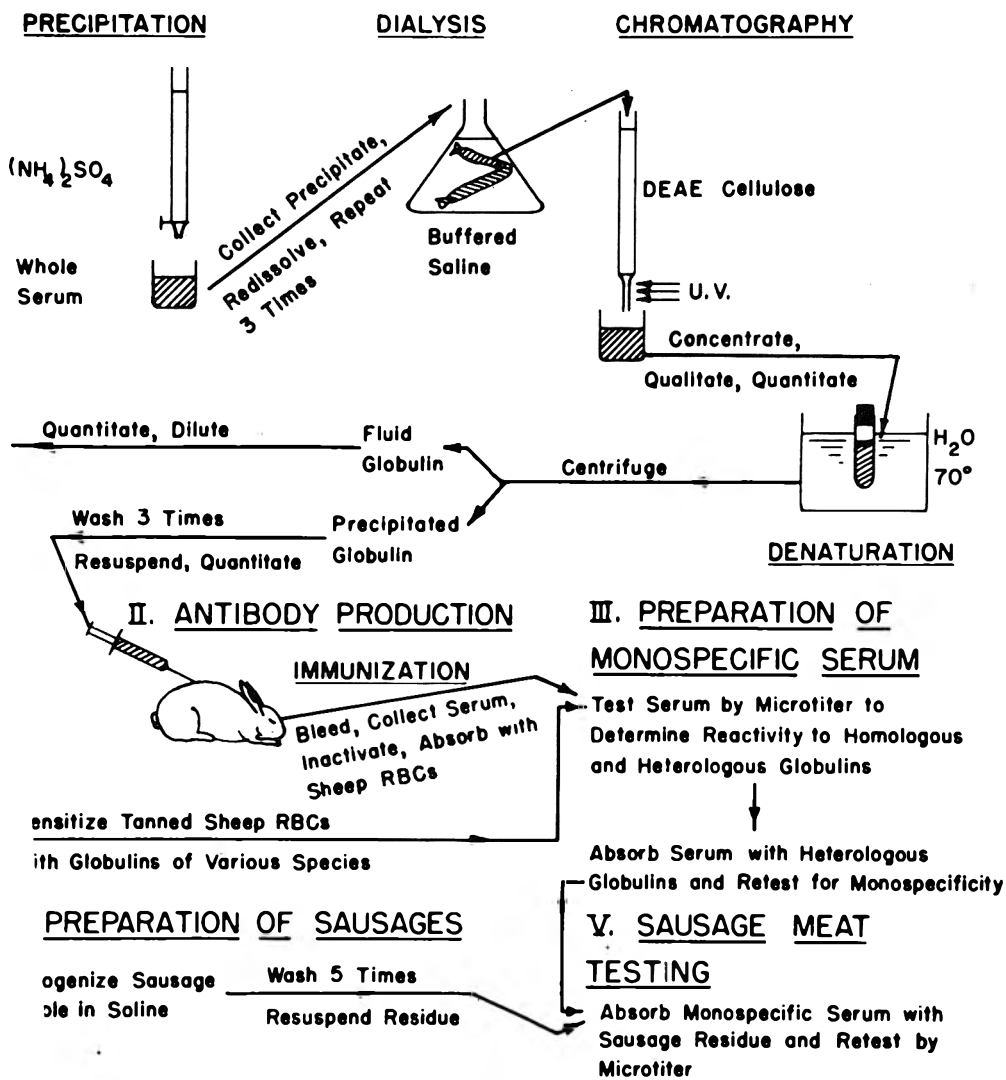 PRECIPITATION
DIALYSIS
CHROMATOGRAPHY
(NH4)2SO4
Whole
Serum
Collect Precipitate,
Redissolve, Repeat
3 Times
Buffered
Saline
DEAE Cellulose
U.V.
Concentrate,
Qualitate, Quantitate
H2O
70°
DENATURATION
Centrifuge
Fluid
Globulin
Quantitate, Dilute
Precipitated
Globulin
Wash 3 Times
Resuspend, Quantitate
II. ANTIBODY PRODUCTION
IMMUNIZATION
Bleed, Collect Serum,
Inactivate, Absorb with
Sheep RBCs
ensitize Tanned Sheep RBCs
ith Globulins of Various Species
III. PREPARATION OF
MONOSPECIFIC SERUM
Test Serum by Microtiter to
Determine Reactivity to Homologous
and Heterologous Globulins
Absorb Serum with Heterologous
Globulins and Retest for Monospecificity
PREPARATION OF SAUSAGES
ogenize Sausage
ple in Soline
Wash 5 Times
Resuspend Residue
V. SAUSAGE MEAT
TESTING
Absorb Monospecific Serum with
Sausage Residue and Retest by
Microtiter